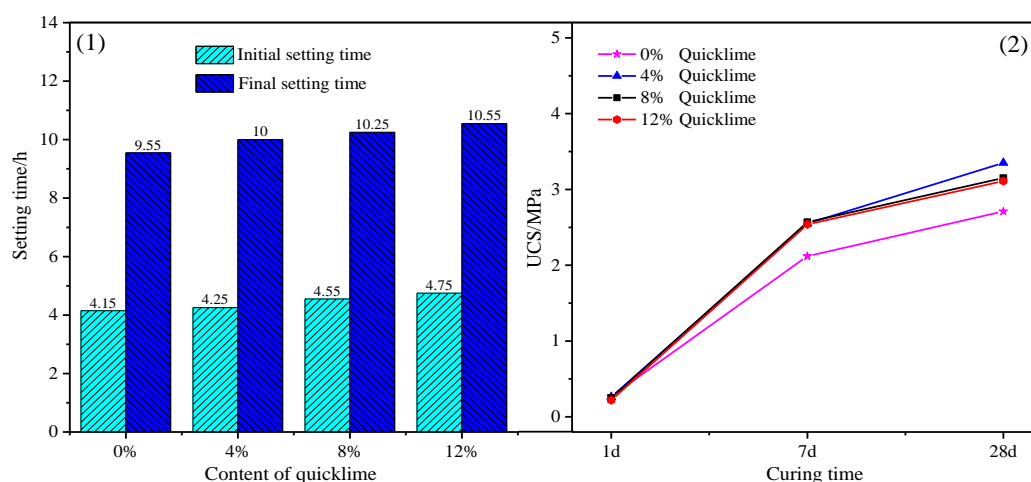 (1)
Initial setting time
Final setting time
14
12
10
8
6
4
2
0
Setting time/h
4.15
9.55
4.25
10
4.55
10.25
4.75
10.55
0%
4%
8%
12%
Content of quicklime
(2)
0% Quicklime
4% Quicklime
8% Quicklime
12% Quicklime
5
4
3
2
1
0
UCS/MPa
1d
7d
28d
Curing time